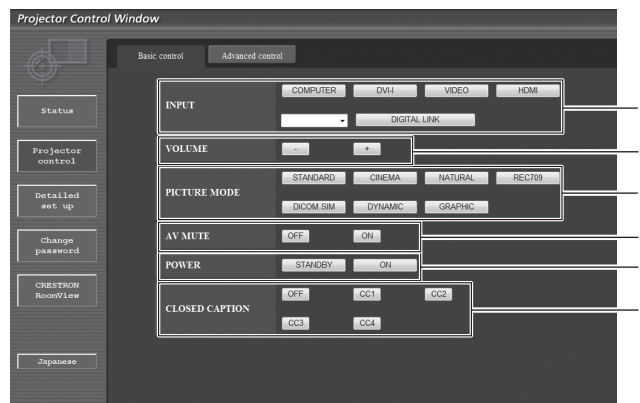 Projector Control Window
Basic control
Advanced control
Status
Projector
control
Detailed
set up
Change
password
CRESTRON
RoomView
Japanese
INPUT
COMPUTER DVI-I VIDEO HDMI
DIGITAL LINK
VOLUME
- +
PICTURE MODE
STANDARD CINEMA NATURAL REC709
DICOM SIM DYNAMIC GRAPHIC
AV MUTE
OFF ON
POWER
STANDBY ON
CLOSED CAPTION
OFF CC1 CC2
CC3 CC4